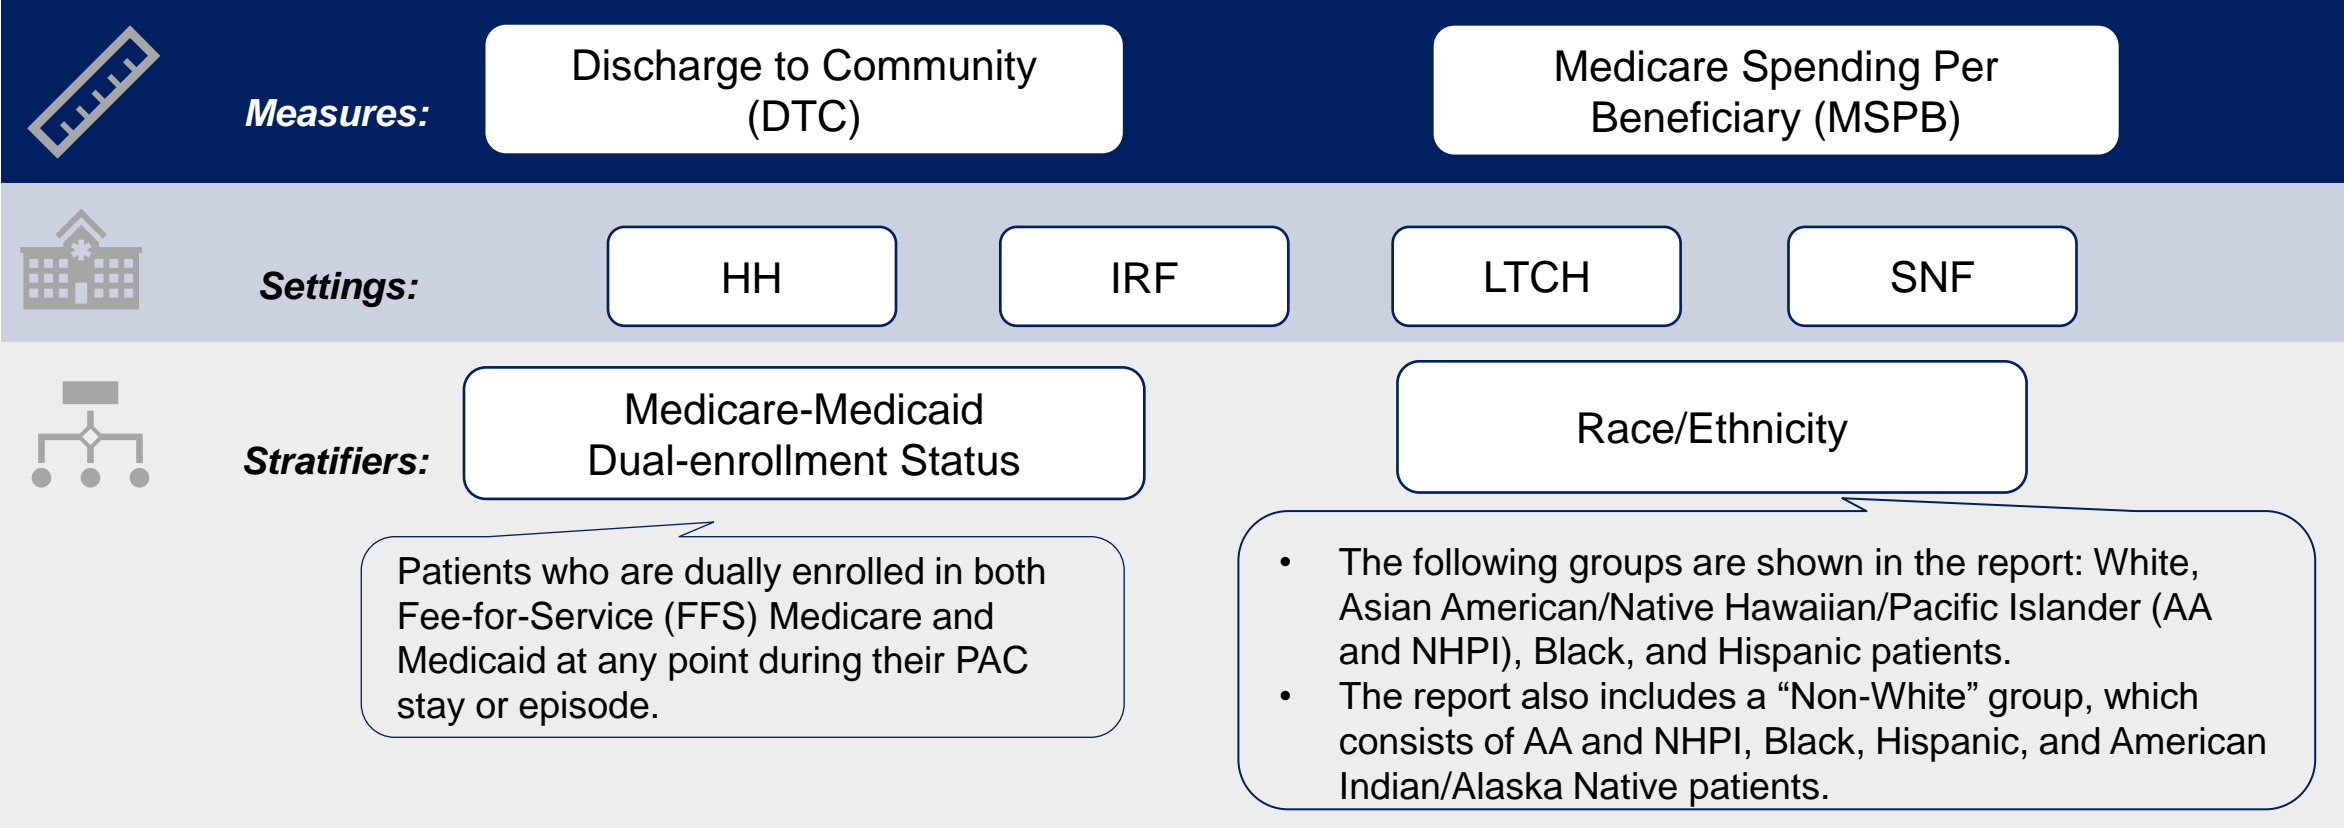 Measures:
Discharge to Community
(DTC)
Medicare Spending Per
Beneficiary (MSPB)
Settings:
HH
IRF
LTCH
SNF
Stratifiers:
Medicare-Medicaid
Dual-enrollment Status
Race/Ethnicity
Patients who are dually enrolled in both
Fee-for-Service (FFS) Medicare and
Medicaid at any point during their PAC
stay or episode.
• The following groups are shown in the report: White,
Asian American/Native Hawaiian/Pacific Islander (AA
and NHPI), Black, and Hispanic patients.
• The report also includes a “Non-White” group, which
consists of AA and NHPI, Black, Hispanic, and American
Indian/Alaska Native patients.